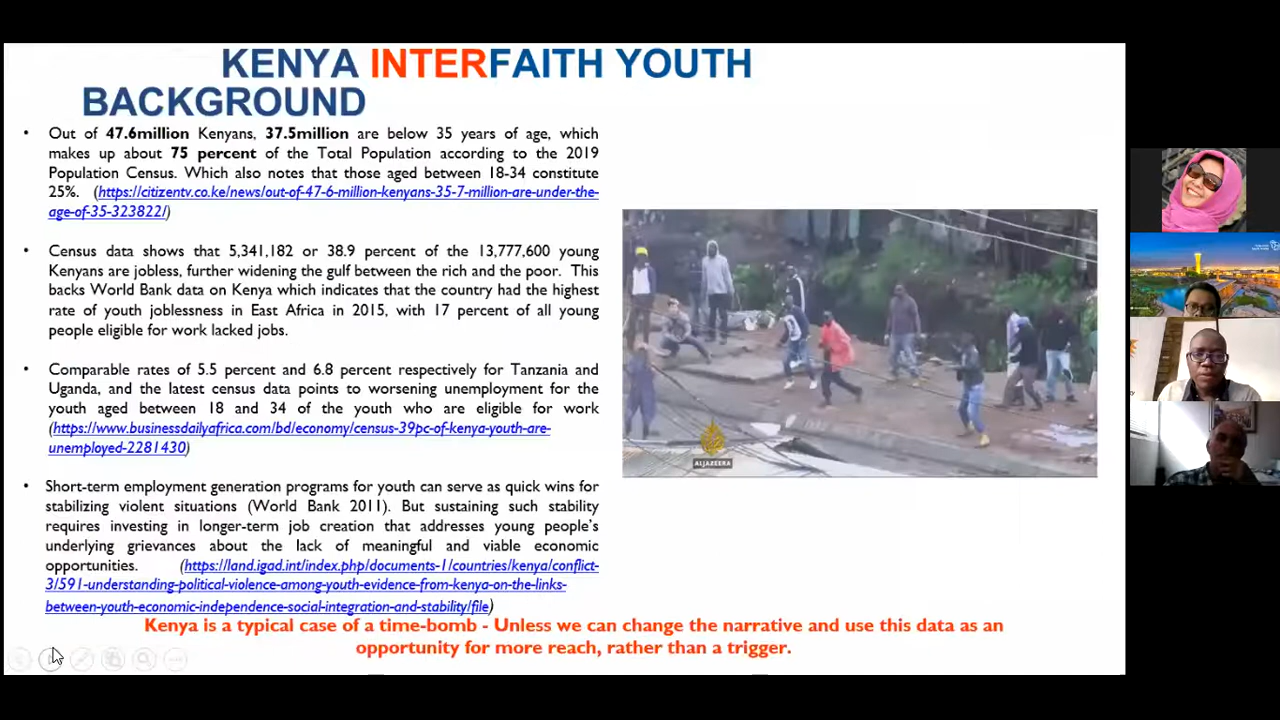 KENYA INTERFAITH YOUTH
BACKGROUND
• Out of 47.6million Kenyans, 37.5million are below 35 years of age, which
makes up about 75 percent of the Total Population according to the 2019
Population Census. Which also notes that those aged between 18-34 constitute
25%. (https://citizentv.co.ke/news/out-of-47-6-million-kenyans-35-7-million-are-under-the-
age-of-35-323822/)
• Census data shows that 5,341,182 or 38.9 percent of the 13,777,600 young
Kenyans are jobless, further widening the gulf between the rich and the poor. This
backs World Bank data on Kenya which indicates that the country had the highest
rate of youth joblessness in East Africa in 2015, with 17 percent of all young
people eligible for work lacked jobs.
• Comparable rates of 5.5 percent and 6.8 percent respectively for Tanzania and
Uganda, and the latest census data points to worsening unemployment for the
youth aged between 18 and 34 of the youth who are eligible for work
(https://www.businessdailyafrica.com/bd/economy/census-39pc-of-kenya-youth-are-
unemployed-2281430)
• Short-term employment generation programs for youth can serve as quick wins for
stabilizing violent situations (World Bank 2011). But sustaining such stability
requires investing in longer-term job creation that addresses young people's
underlying grievances about the lack of meaningful and viable economic
opportunities. (https://land.igad.int/index.php/documents-1/countries/kenya/conflict-
3/591-understanding-political-violence-among-youth-evidence-from-kenya-on-the-links-
between-youth-economic-independence-social-integration-and-stability/file)
Kenya is a typical case of a time-bomb - Unless we can change the narrative and use this data as an
opportunity for more reach, rather than a trigger.
ALJAZEERA